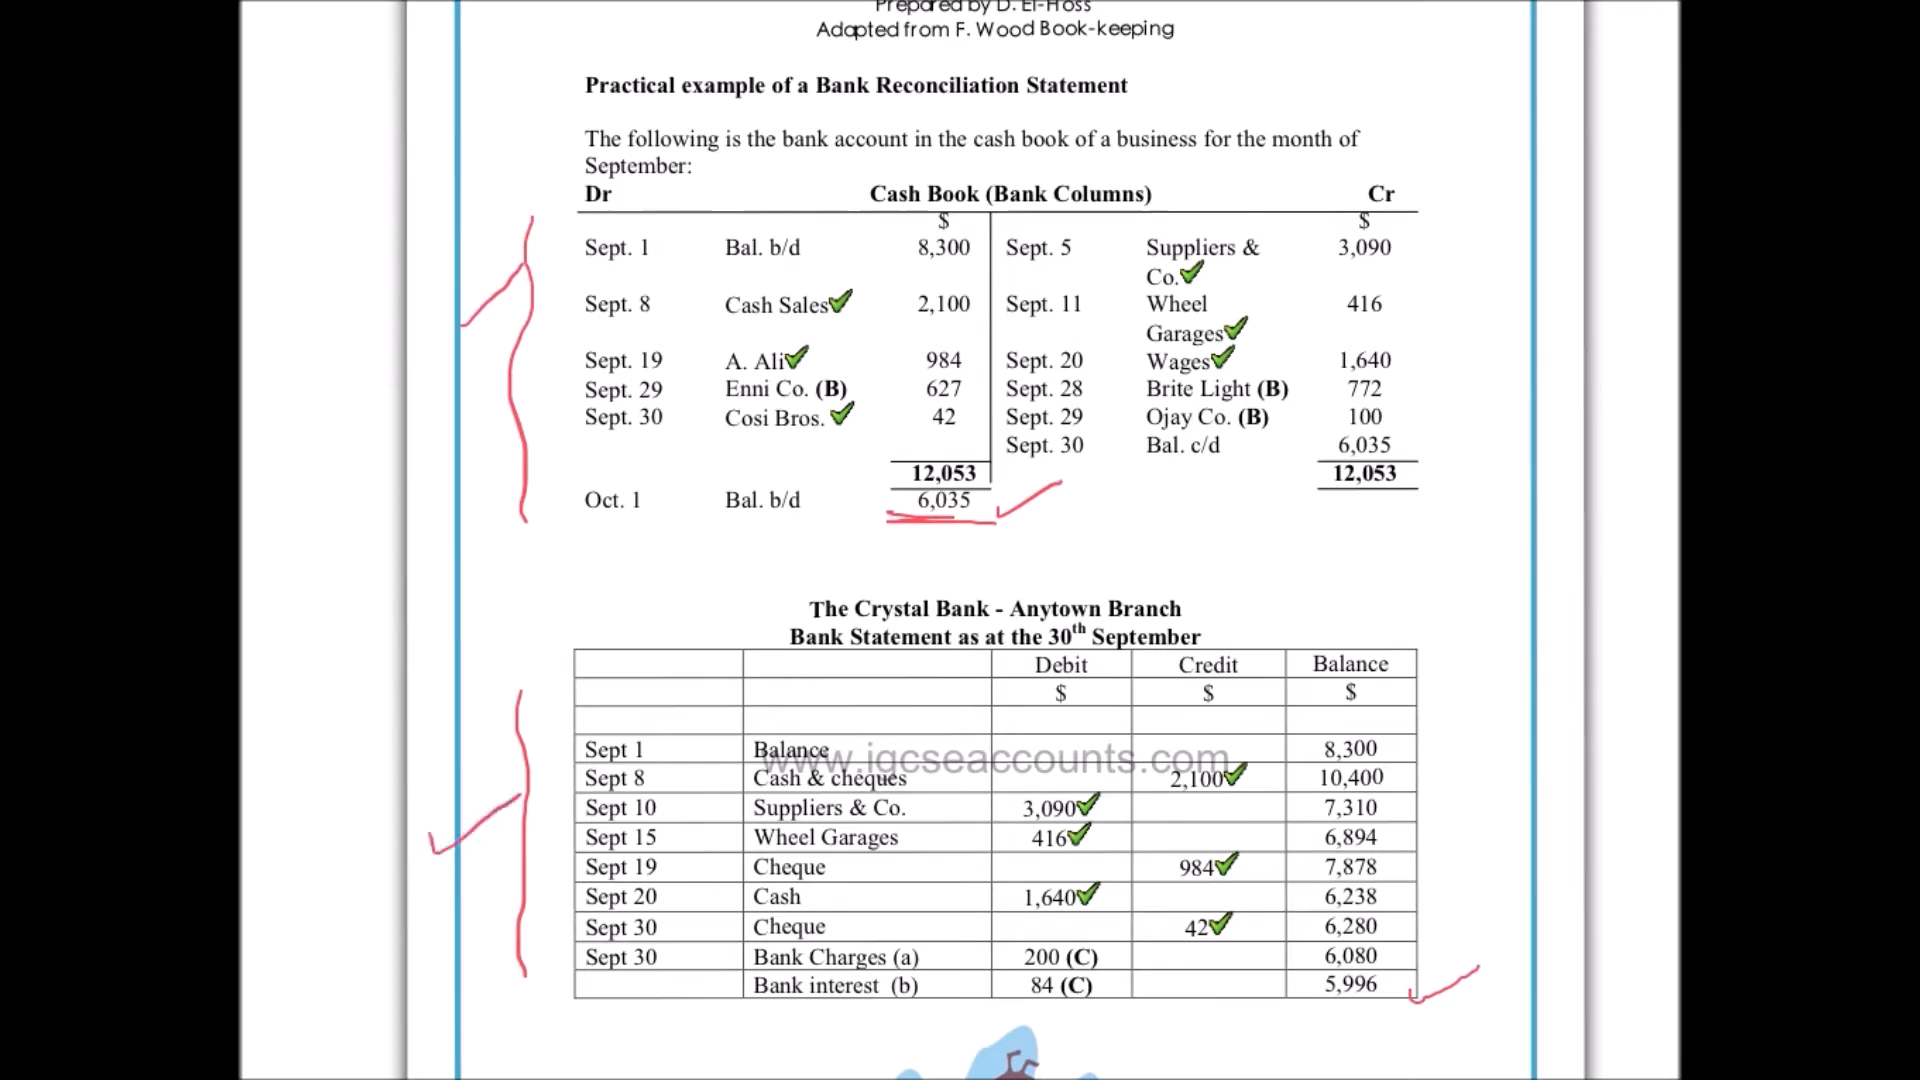 Prepared by D. El-Hoss
Adapted from F. Wood Book-keeping
Practical example of a Bank Reconciliation Statement
The following is the bank account in the cash book of a business for the month of
September:
Dr Cash Book (Bank Columns) Cr
$ $
Sept. 1 Bal. b/d 8,300 Sept. 5 Suppliers & 3,090
Co.
Sept. 8 Cash Sales 2,100 Sept. 11 Wheel 416
Garages
Sept. 19 A. Ali 984 Sept. 20 Wages 1,640
Sept. 29 Enni Co. (B) 627 Sept. 28 Brite Light (B) 772
Sept. 30 Cosi Bros. 42 Sept. 29 Ojay Co. (B) 100
Sept. 30 Bal. c/d 6,035
12,053 12,053
Oct. 1 Bal. b/d 6,035
The Crystal Bank - Anytown Branch
Bank Statement as at the 30th September
Debit Credit Balance
$ $ $
Sept 1 Balance 8,300
www.igcseaccounts.com
Sept 8 Cash & cheques 2,100 10,400
Sept 10 Suppliers & Co. 3,090 7,310
Sept 15 Wheel Garages 416 6,894
Sept 19 Cheque 984 7,878
Sept 20 Cash 1,640 6,238
Sept 30 Cheque 42 6,280
Sept 30 Bank Charges (a) 200 (C) 6,080
Bank interest (b) 84 (C) 5,996